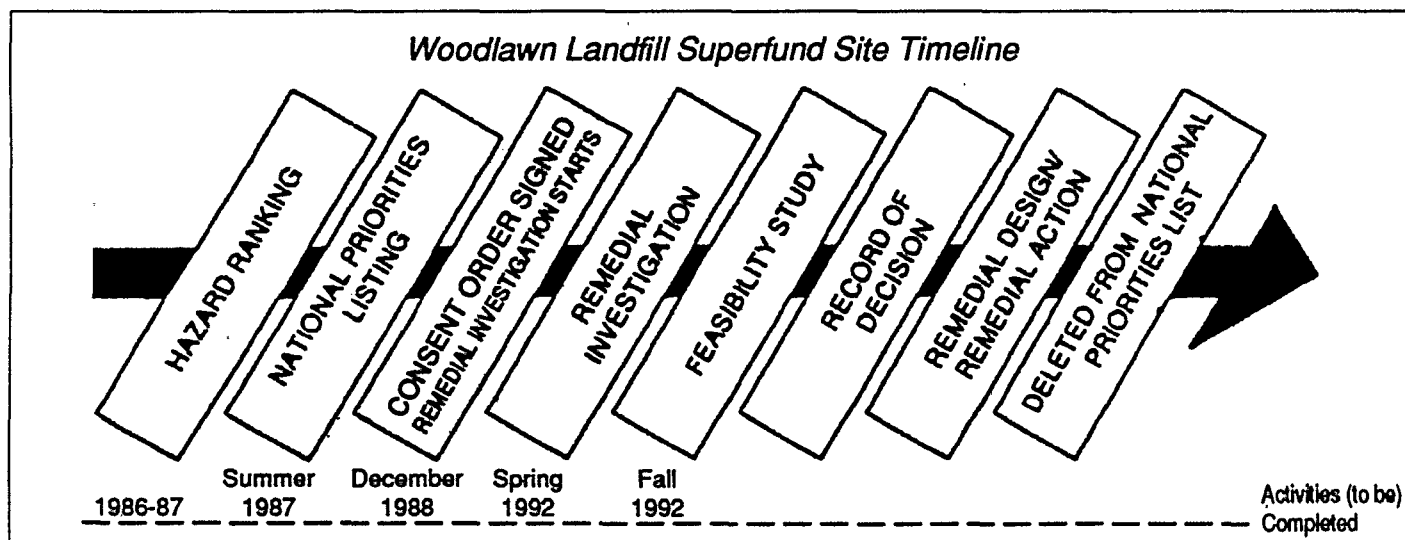 Woodlawn Landfill Superfund Site Timeline
HAZARD RANKING
NATIONAL PRIORITIES
LISTING
CONSENT ORDER SIGNED
REMEDIAL INVESTIGATION STARTS
REMEDIAL
INVESTIGATION
FEASIBILITY STUDY
RECORD OF
DECISION
REMEDIAL DESIGN/
REMEDIAL ACTION
DELETED FROM NATIONAL
PRIORITIES LIST
1986-87
Summer
1987
December
1988
Spring
1992
Fall
1992
Activities (to be)
Completed